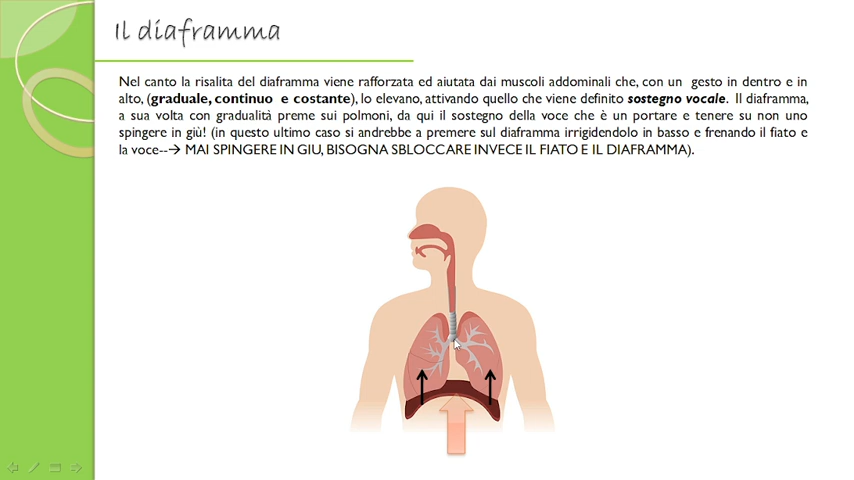 Il diaframma
Nel canto la risalita del diaframma viene rafforzata ed aiutata dai muscoli addominali che, con un gesto in dentro e in
alto, (graduale, continuo e costante), lo elevano, attivando quello che viene definito sostegno vocale. Il diaframma,
a sua volta con gradualità preme sui polmoni, da qui il sostegno della voce che è un portare e tenere su non uno
spingere in giù! (in questo ultimo caso si andrebbe a premere sul diaframma irrigidendolo in basso e frenando il fiato e
la voce--→ MAI SPINGERE IN GIU, BISOGNA SBLOCCARE INVECE IL FIATO E IL DIAFRAMMA).